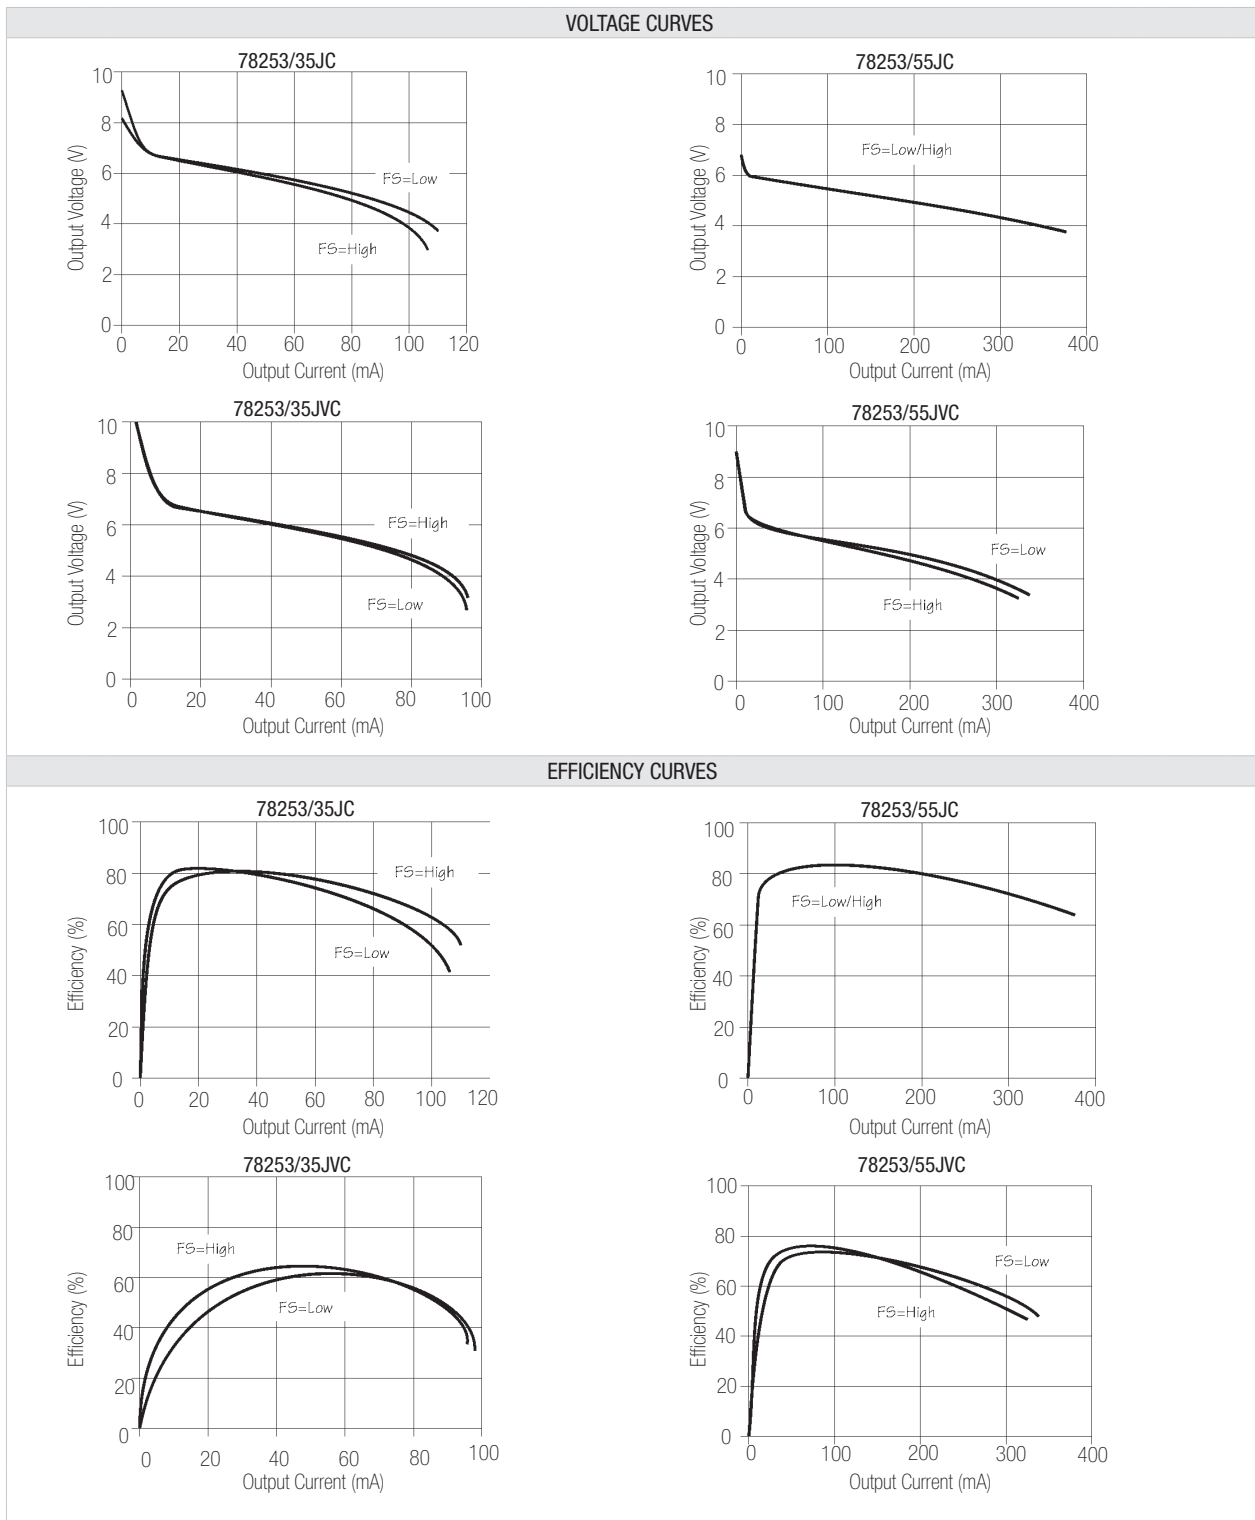 VOLTAGE CURVES
78253/35JC
10
8
6
4
2
0
Output Voltage (V)
FS=Low
FS=High
0 20 40 60 80 100 120
Output Current (mA)
78253/55JC
10
8
6
4
2
0
Output Voltage (V)
FS=Low/High
0 100 200 300 400
Output Current (mA)
78253/35JVC
10
8
6
4
2
0
Output Voltage (V)
FS=High
FS=Low
0 20 40 60 80 100
Output Current (mA)
78253/55JVC
10
8
6
4
2
0
Output Voltage (V)
FS=Low
FS=High
0 100 200 300 400
Output Current (mA)
EFFICIENCY CURVES
78253/35JC
100
80
60
40
20
0
Efficiency (%)
FS=High
FS=Low
0 20 40 60 80 100 120
Output Current (mA)
78253/55JC
100
80
60
40
20
0
Efficiency (%)
FS=Low/High
0 100 200 300 400
Output Current (mA)
78253/35JVC
100
80
60
40
20
0
Efficiency (%)
FS=High
FS=Low
0 20 40 60 80 100
Output Current (mA)
78253/55JVC
100
80
60
40
20
0
Efficiency (%)
FS=Low
FS=High
0 100 200 300 400
Output Current (mA)